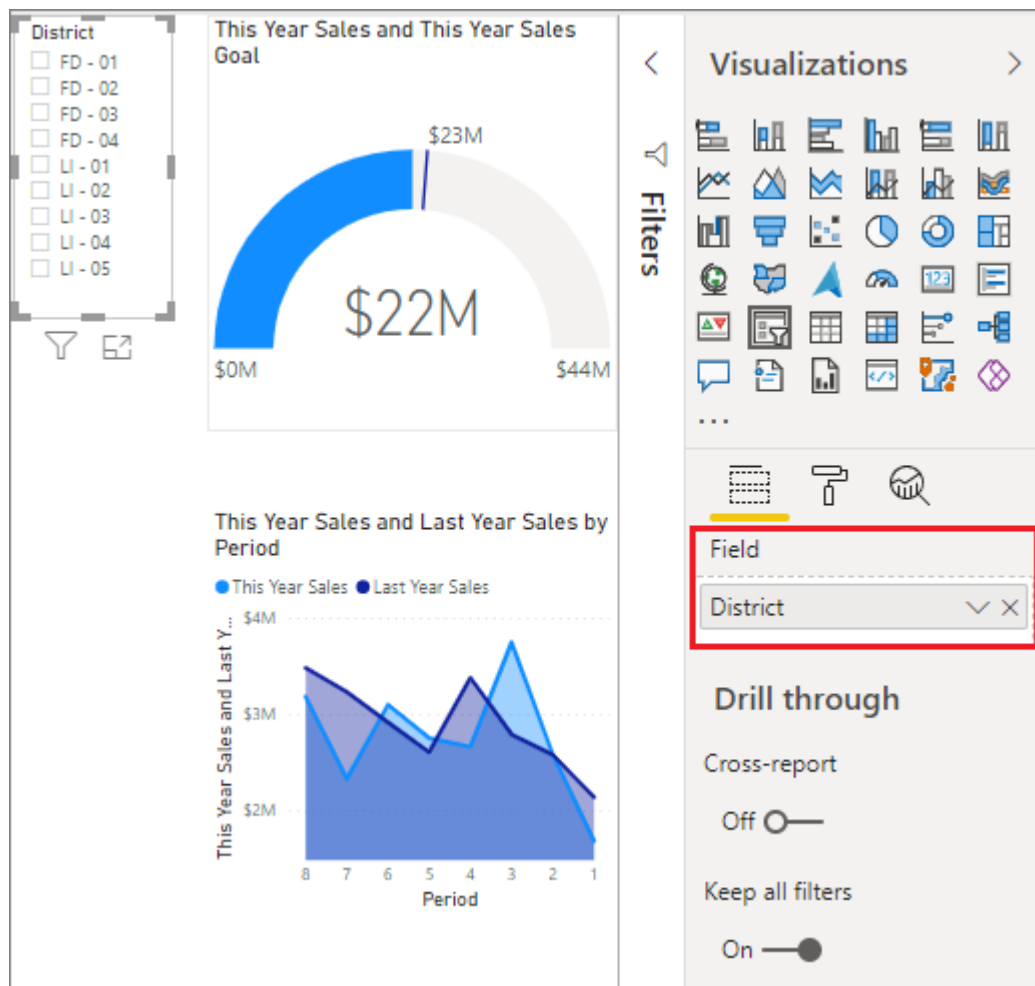 District
FD - 01
FD - 02
FD - 03
FD - 04
LI - 01
LI - 02
LI - 03
LI - 04
LI - 05
This Year Sales and This Year Sales
Goal
$23M
$22M
$0M
$44M
This Year Sales and Last Year Sales by
Period
This Year Sales Last Year Sales
This Year Sales and Last Y...
$4M
$3M
$2M
8 7 6 5 4 3 2 1
Period
Filters
Visualizations
123
...
Field
District
Drill through
Cross-report
Off
Keep all filters
On